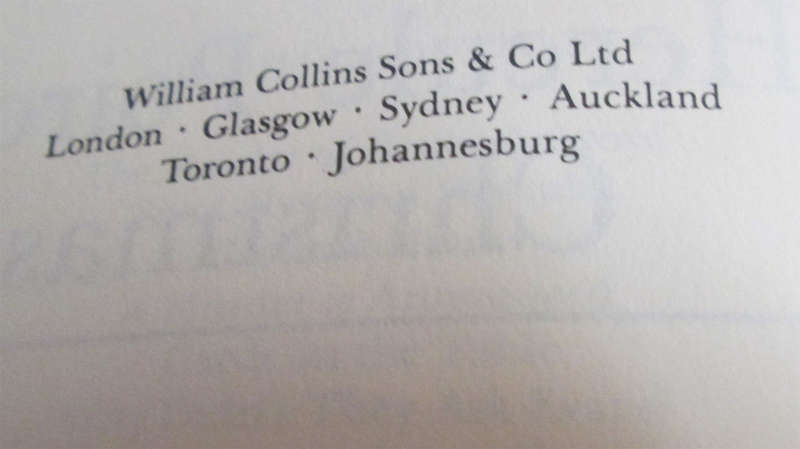 William Collins Sons & Co Ltd
London · Glasgow · Sydney · Auckland
Toronto · Johannesburg